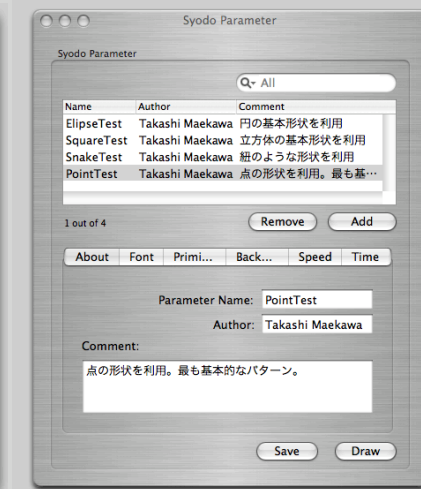 Syodo Parameter
Syodo Parameter
All
Name Author Comment
ElipseTest Takashi Maekawa 円の基本形状を利用
SquareTest Takashi Maekawa 立方体の基本形状を利用
SnakeTest Takashi Maekawa 紐のような形状を利用
PointTest Takashi Maekawa 点の形状を利用。最も基…
1 out of 4
Remove Add
About Font Primi... Back... Speed Time
Parameter Name: PointTest
Author: Takashi Maekawa
Comment:
点の形状を利用。最も基本的なパターン。
Save Draw